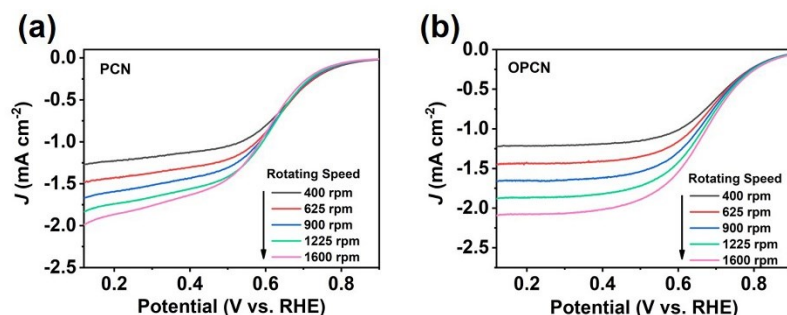 (a)
PCN
0.0
-0.5
-1.0
-1.5
-2.0
-2.5
J (mA cm⁻²)
Rotating Speed
400 rpm
625 rpm
900 rpm
1225 rpm
1600 rpm
0.2 0.4 0.6 0.8
Potential (V vs. RHE)
(b)
OPCN
0.0
-0.5
-1.0
-1.5
-2.0
-2.5
J (mA cm⁻²)
Rotating Speed
400 rpm
625 rpm
900 rpm
1225 rpm
1600 rpm
0.2 0.4 0.6 0.8
Potential (V vs. RHE)